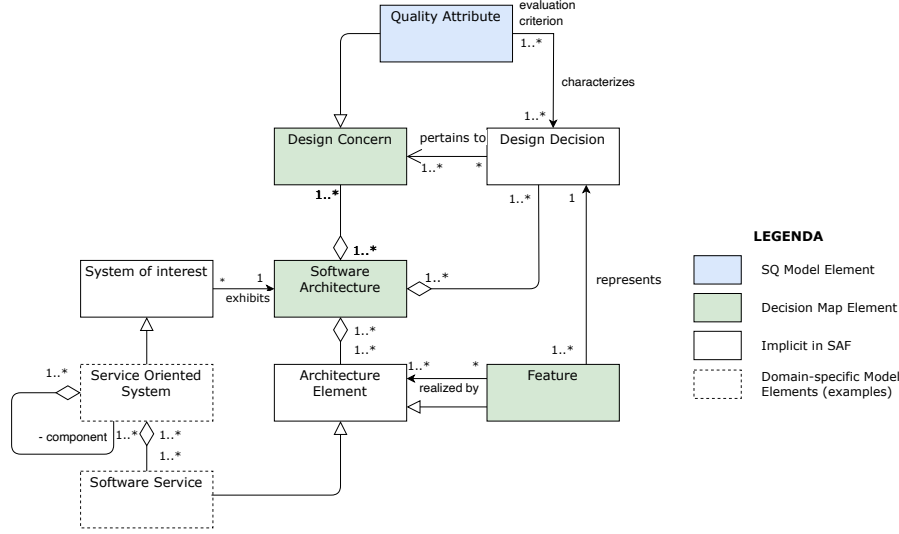 Quality Attribute
evaluation
criterion
1..*
characterizes
1..*
Design Concern
pertains to
1..*
*
Design Decision
1..*
1..*
1
1..*
System of interest
*
1
exhibits
Software
Architecture
1..*
represents
1..*
1..*
1..*
Service Oriented
System
1..*
- component
1..*
1..*
1..*
Architecture
Element
1..*
*
realized by
Feature
Software Service
LEGENDA
SQ Model Element
Decision Map Element
Implicit in SAF
Domain-specific Model
Elements (examples)